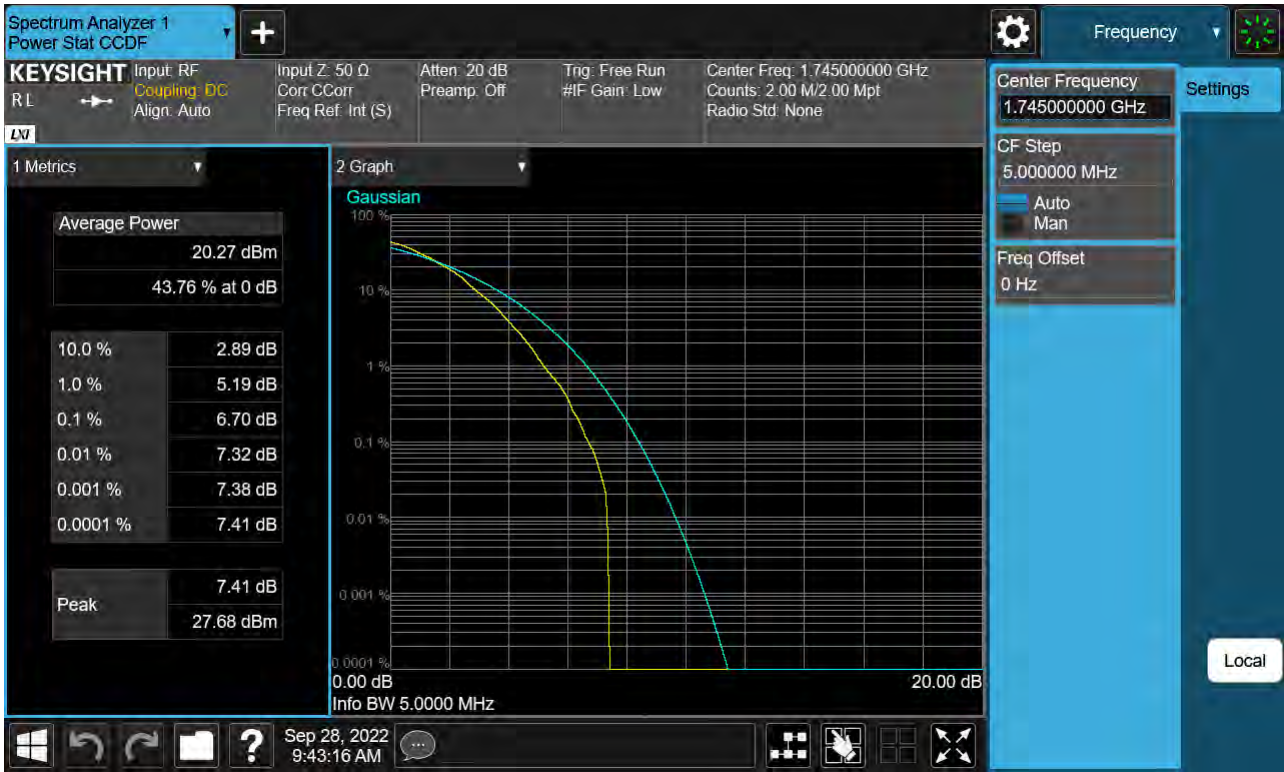 Spectrum Analyzer 1
Power Stat CCDF
+
Frequency
KEYSIGHT
RL
LXI
Input: RF
Coupling: DC
Align: Auto
Input Z: 50 Ω
Corr CCorr
Freq Ref: Int (S)
Atten: 20 dB
Preamp: Off
Trig: Free Run
#IF Gain: Low
Center Freq: 1.745000000 GHz
Counts: 2.00 M/2.00 Mpt
Radio Std: None
Center Frequency
1.745000000 GHz
Settings
CF Step
5.000000 MHz
Auto
Man
Freq Offset
0 Hz
1 Metrics
Average Power
20.27 dBm
43.76 % at 0 dB
10.0 % 2.89 dB
1.0 % 5.19 dB
0.1 % 6.70 dB
0.01 % 7.32 dB
0.001 % 7.38 dB
0.0001 % 7.41 dB
Peak
7.41 dB
27.68 dBm
2 Graph
Gaussian
100 %
10 %
1 %
0.1 %
0.01 %
0.001 %
0.0001 %
0.00 dB 20.00 dB
Info BW 5.0000 MHz
Local
?
Sep 28, 2022
9:43:16 AM